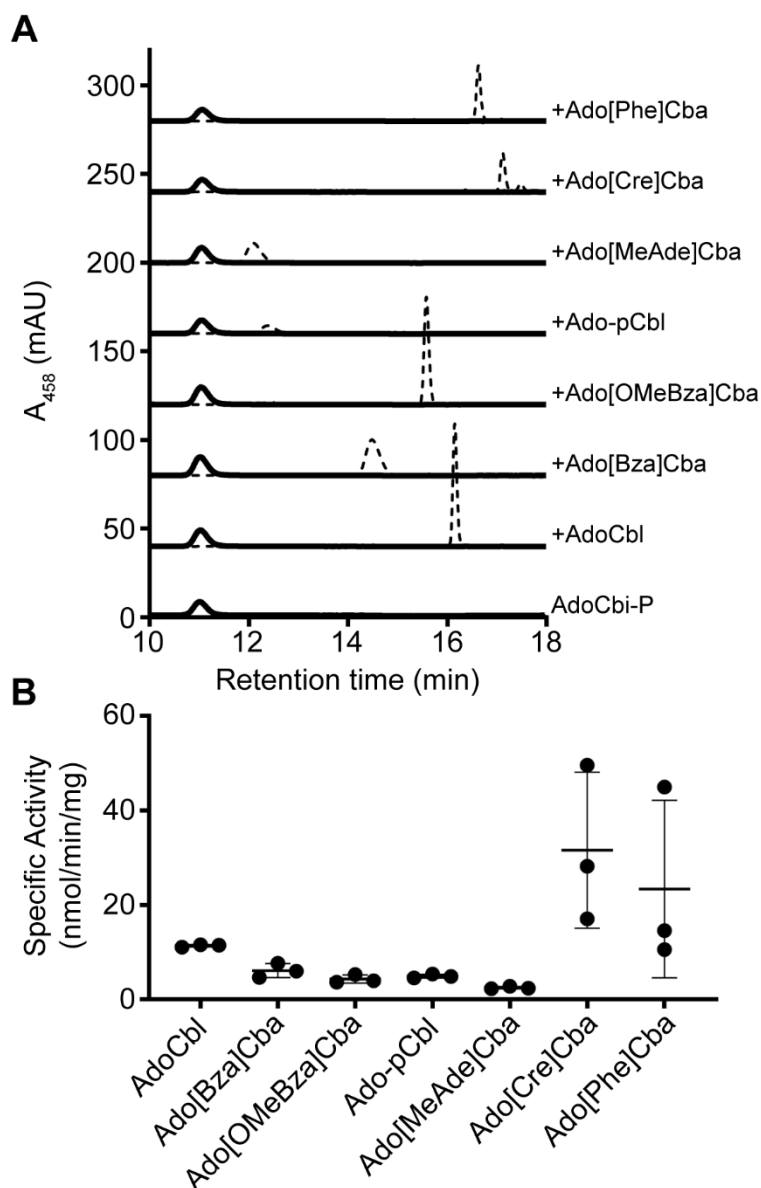 A
300
250
200
150
100
50
0
A458 (mAU)
+Ado[Phe]Cba
+Ado[Cre]Cba
+Ado[MeAde]Cba
+Ado-pCbl
+Ado[OMeBza]Cba
+Ado[Bza]Cba
+AdoCbl
AdoCbi-P
10 12 14 16 18
Retention time (min)
B
60
40
20
0
Specific Activity
(nmol/min/mg)
AdoCbl
Ado[Bza]Cba
Ado[OMeBza]Cba
Ado-pCbl
Ado[MeAde]Cba
Ado[Cre]Cba
Ado[Phe]Cba